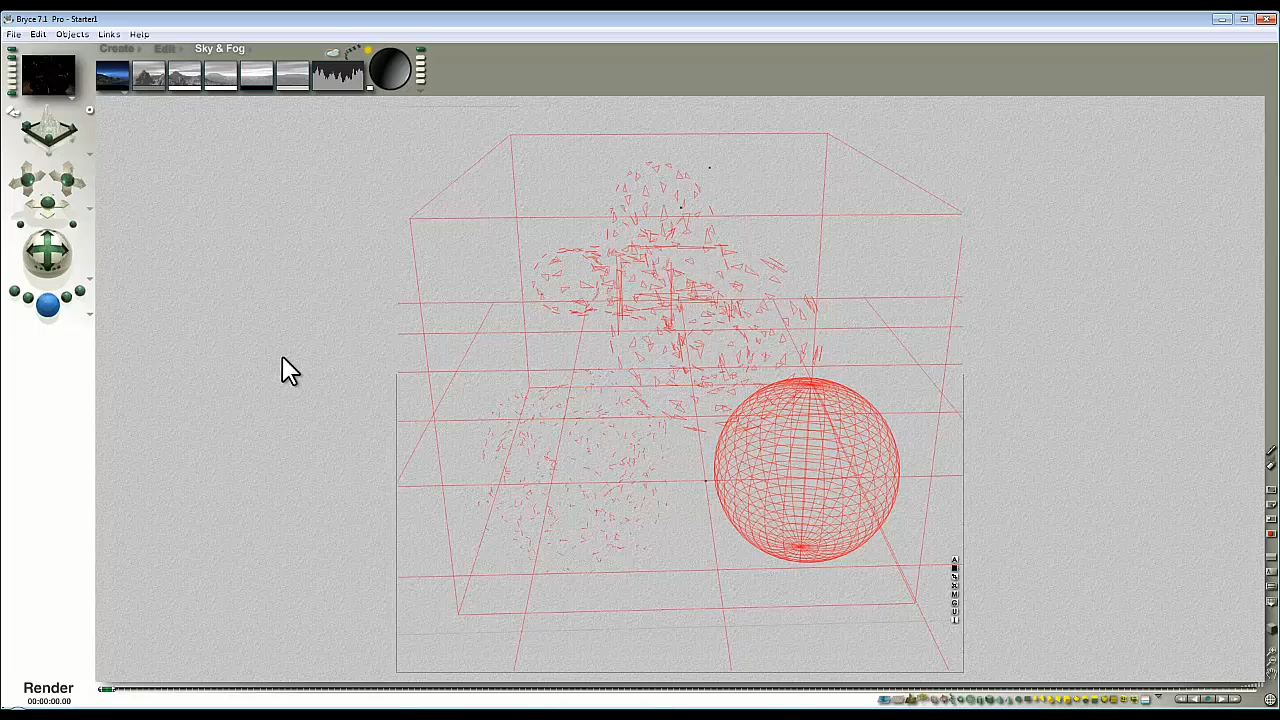 Bryce 7.1 Pro - Starter1
File Edit Objects Links Help
Create Edit Sky & Fog
A
M
G
U
Render
00:00:00.00